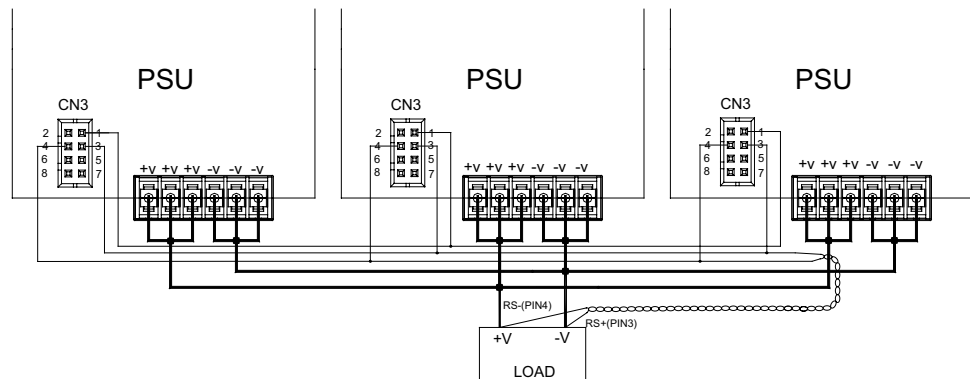 PSU
CN3
2 1
4 3
6 5
8 7
+V +V +V -V -V -V
PSU
CN3
2 1
4 3
6 5
8 7
+V +V +V -V -V -V
PSU
CN3
2 1
4 3
6 5
8 7
+V +V +V -V -V -V
RS-(PIN4)
RS+(PIN3)
+V -V
LOAD